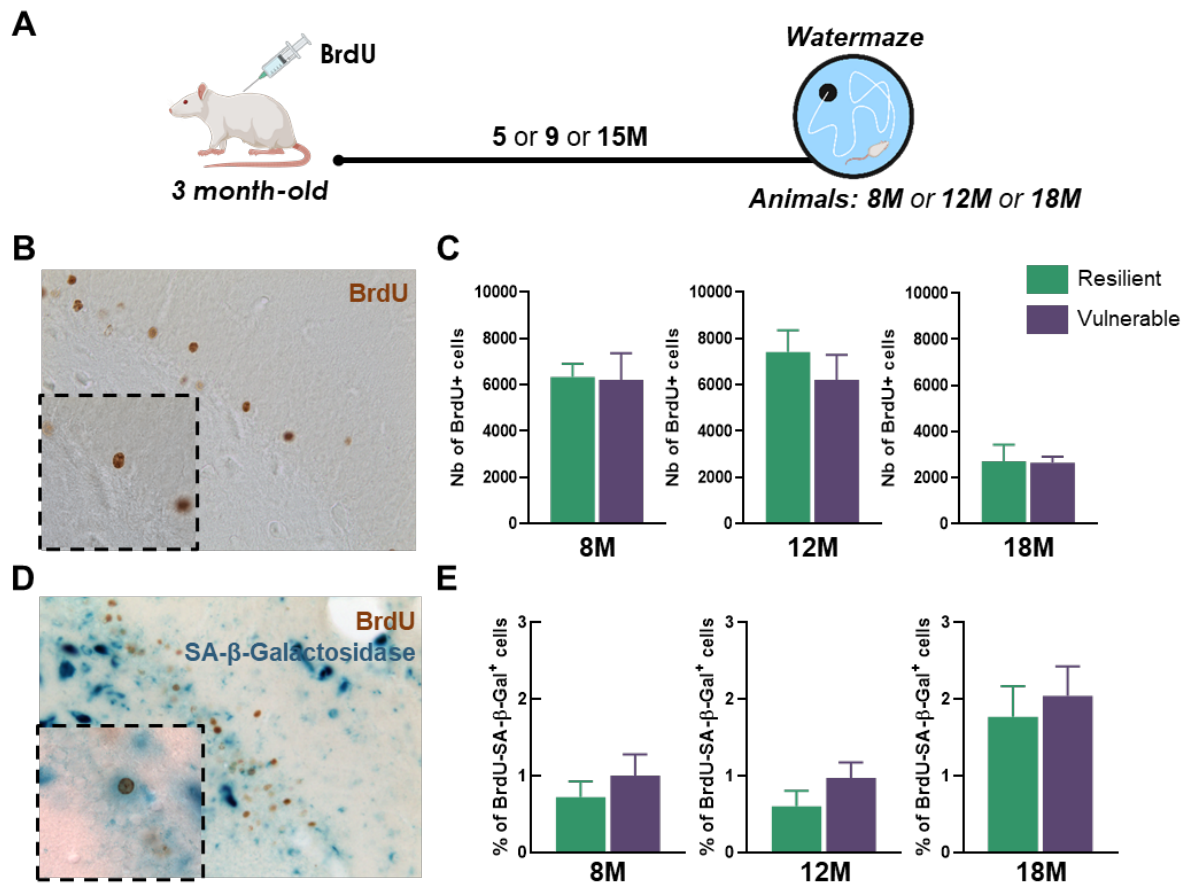 A
BrdU
Watermaze
5 or 9 or 15M
3 month-old
Animals: 8M or 12M or 18M
B
BrdU
C
Resilient
Vulnerable
Nb of BrdU+ cells
10000
8000
6000
4000
2000
0
8M
Nb of BrdU+ cells
10000
8000
6000
4000
2000
0
12M
Nb of BrdU+ cells
10000
8000
6000
4000
2000
0
18M
D
BrdU
SA-β-Galactosidase
E
% of BrdU-SA-β-Gal⁺ cells
3
2
1
0
8M
% of BrdU-SA-β-Gal⁺ cells
3
2
1
0
12M
% of BrdU-SA-β-Gal⁺ cells
3
2
1
0
18M